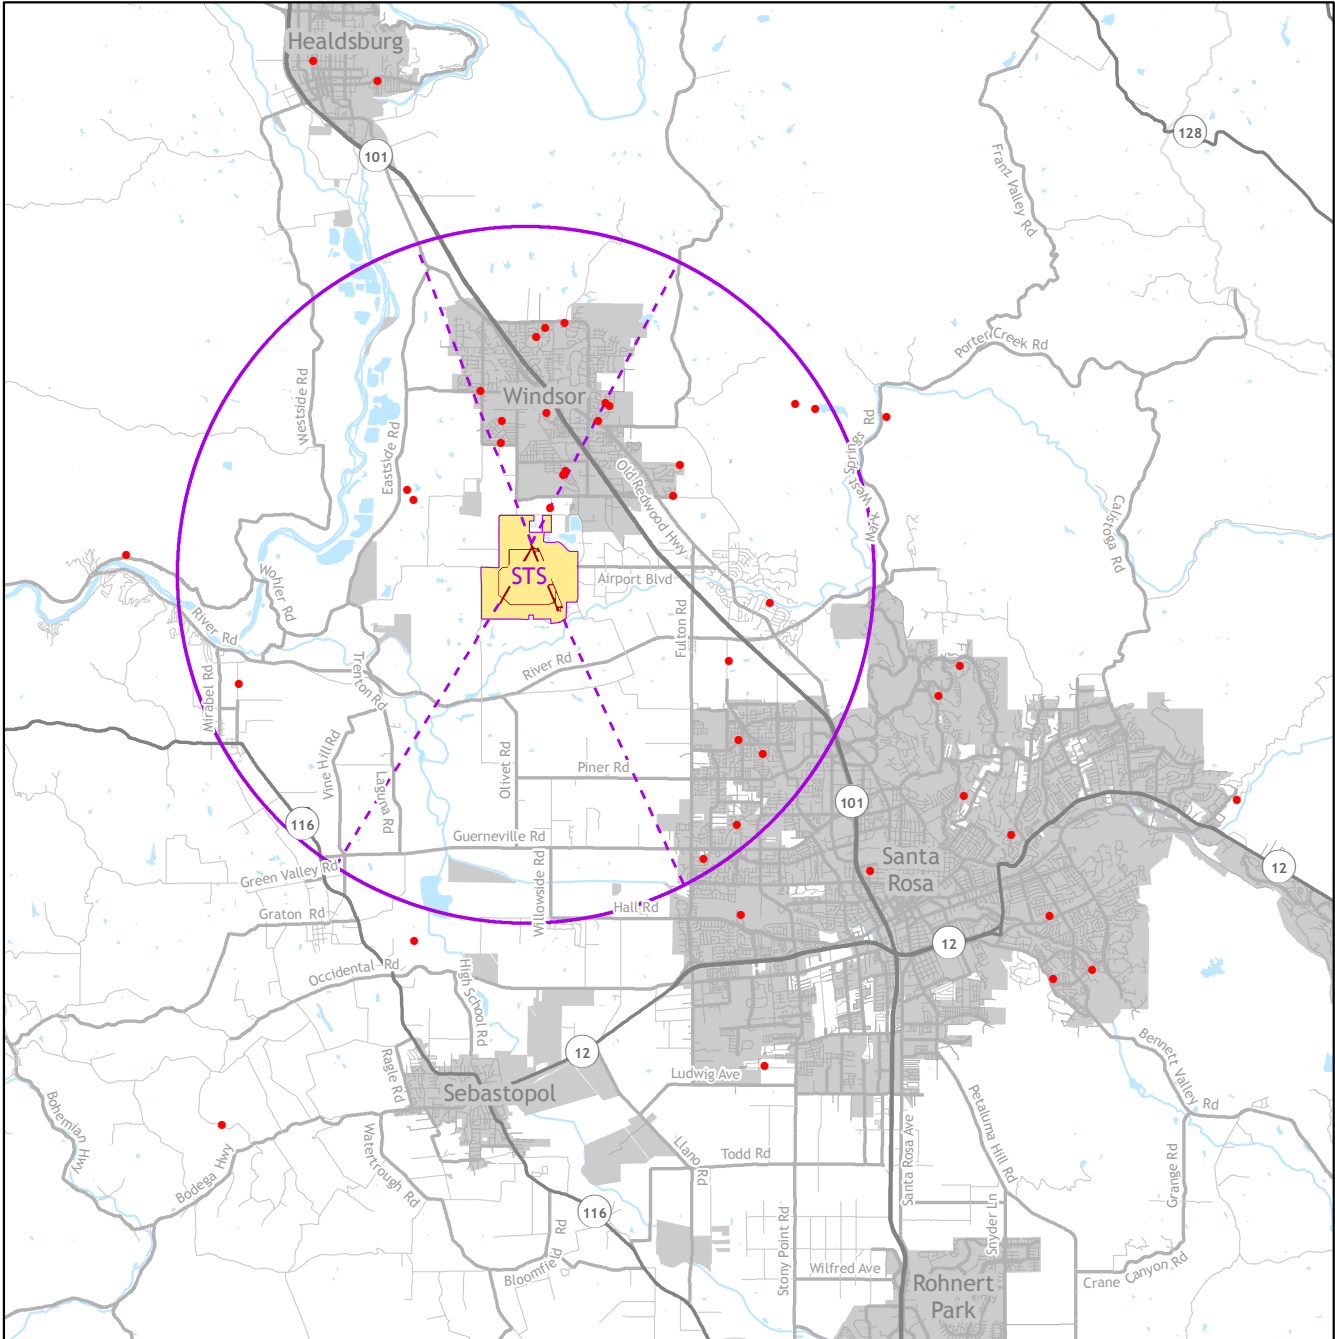 Healdsburg
101
128
Franz Valley Rd
Porter Creek Rd
Westside Rd
Windsor
Eastside Rd
Old Redwood Hwy
Mark West Springs Rd
Calistoga Rd
STS
Airport Blvd
Wohler Rd
River Rd
Fulton Rd
River Rd
Trenton Rd
Mirabel Rd
Vine Hill Rd
Olivet Rd
Piner Rd
Laguna Rd
101
116
Guerneville Rd
Santa
Rosa
12
Green Valley Rd
Willowside Rd
Hall Rd
Graton Rd
12
Occidental Rd
High School Rd
12
Ragle Rd
Sebastopol
Ludwig Ave
Bennett Valley Rd
Bohemian Hwy
Petaluma Hill Rd
Llano Rd
Todd Rd
Santa Rosa Ave
Watertrough Rd
Bodega Hwy
Grange Rd
116
Snyder Ln
Stony Point Rd
Bloomfield Rd
Wilfred Ave
Rohnert
Park
Crane Canyon Rd